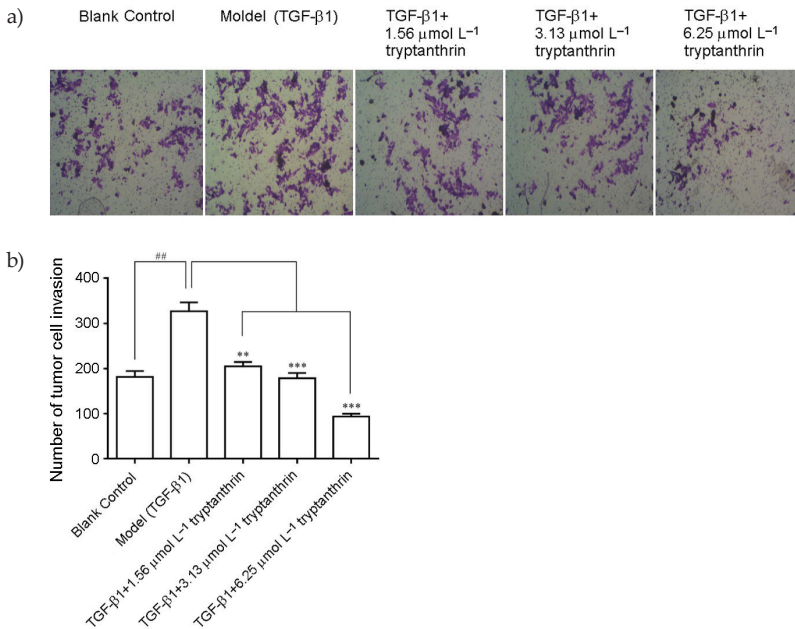 a)
Blank Control
Moldel (TGF-β1)
TGF-β1+
1.56 μmol L⁻¹
tryptanthrin
TGF-β1+
3.13 μmol L⁻¹
tryptanthrin
TGF-β1+
6.25 μmol L⁻¹
tryptanthrin
b)
Number of tumor cell invasion
400
300
200
100
0
##
**
***
***
Blank Control
Model (TGF-β1)
TGF-β1+1.56 μmol L⁻¹ tryptanthrin
TGF-β1+3.13 μmol L⁻¹ tryptanthrin
TGF-β1+6.25 μmol L⁻¹ tryptanthrin